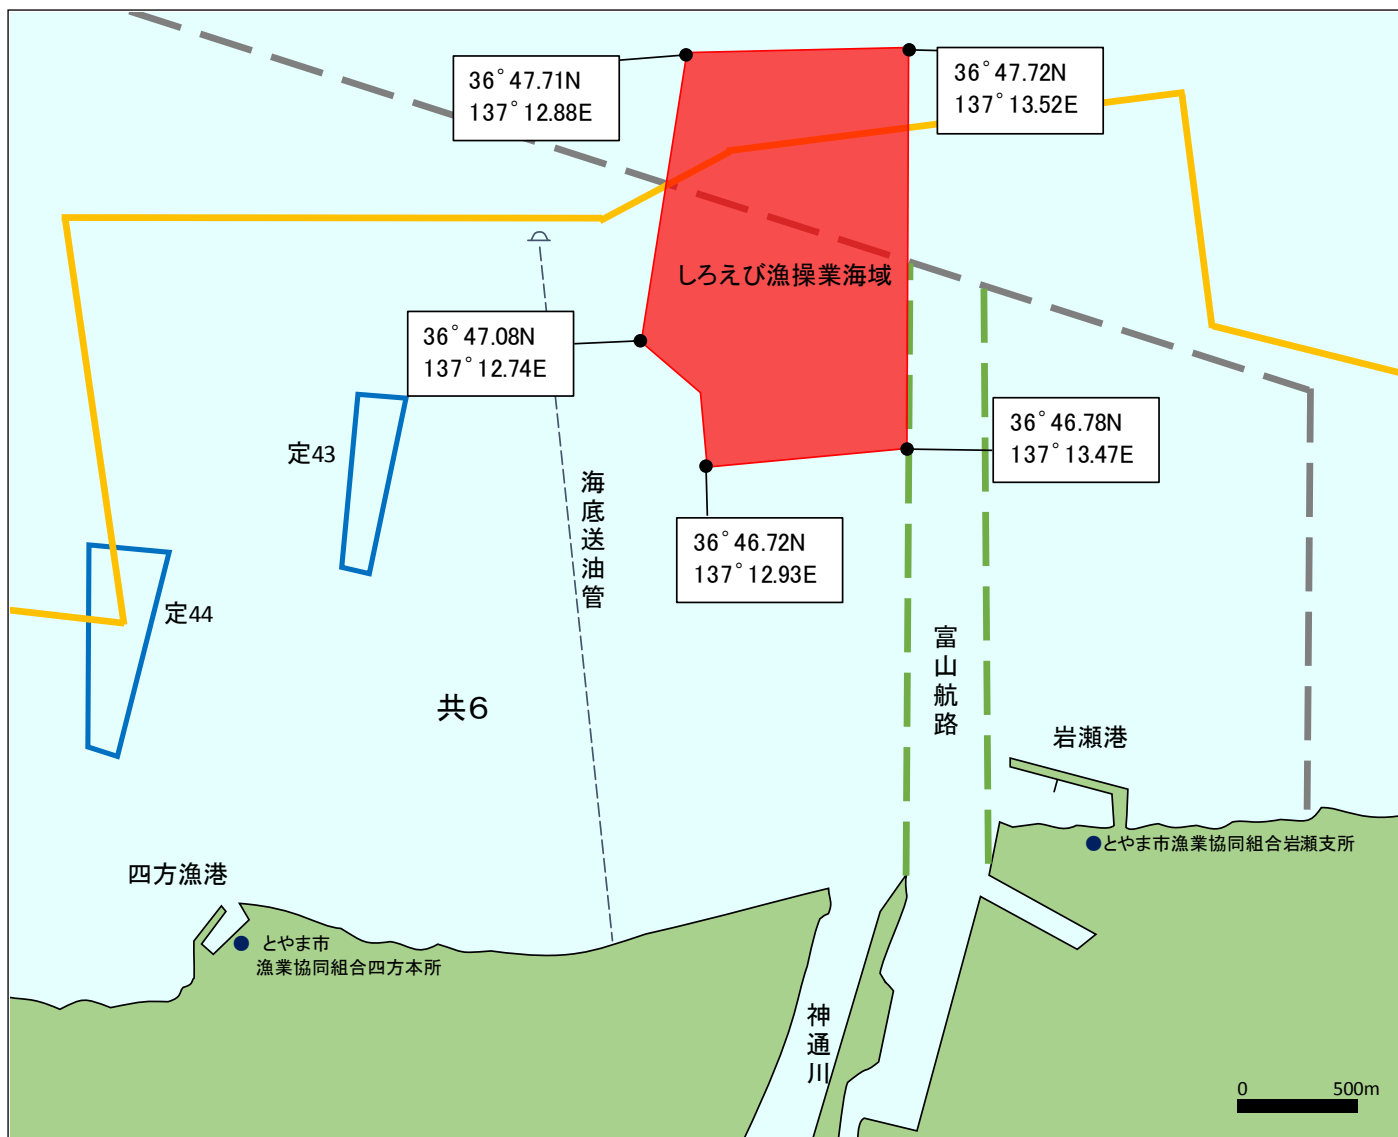 36°47.71N
137°12.88E
36°47.72N
137°13.52E
しろえび漁操業海域
36°47.08N
137°12.74E
36°46.78N
137°13.47E
定43
海底送油管
36°46.72N
137°12.93E
定44
富山航路
共6
岩瀬港
とやま市漁業協同組合岩瀬支所
四方漁港
とやま市
漁業協同組合四方本所
神通川
0 500m